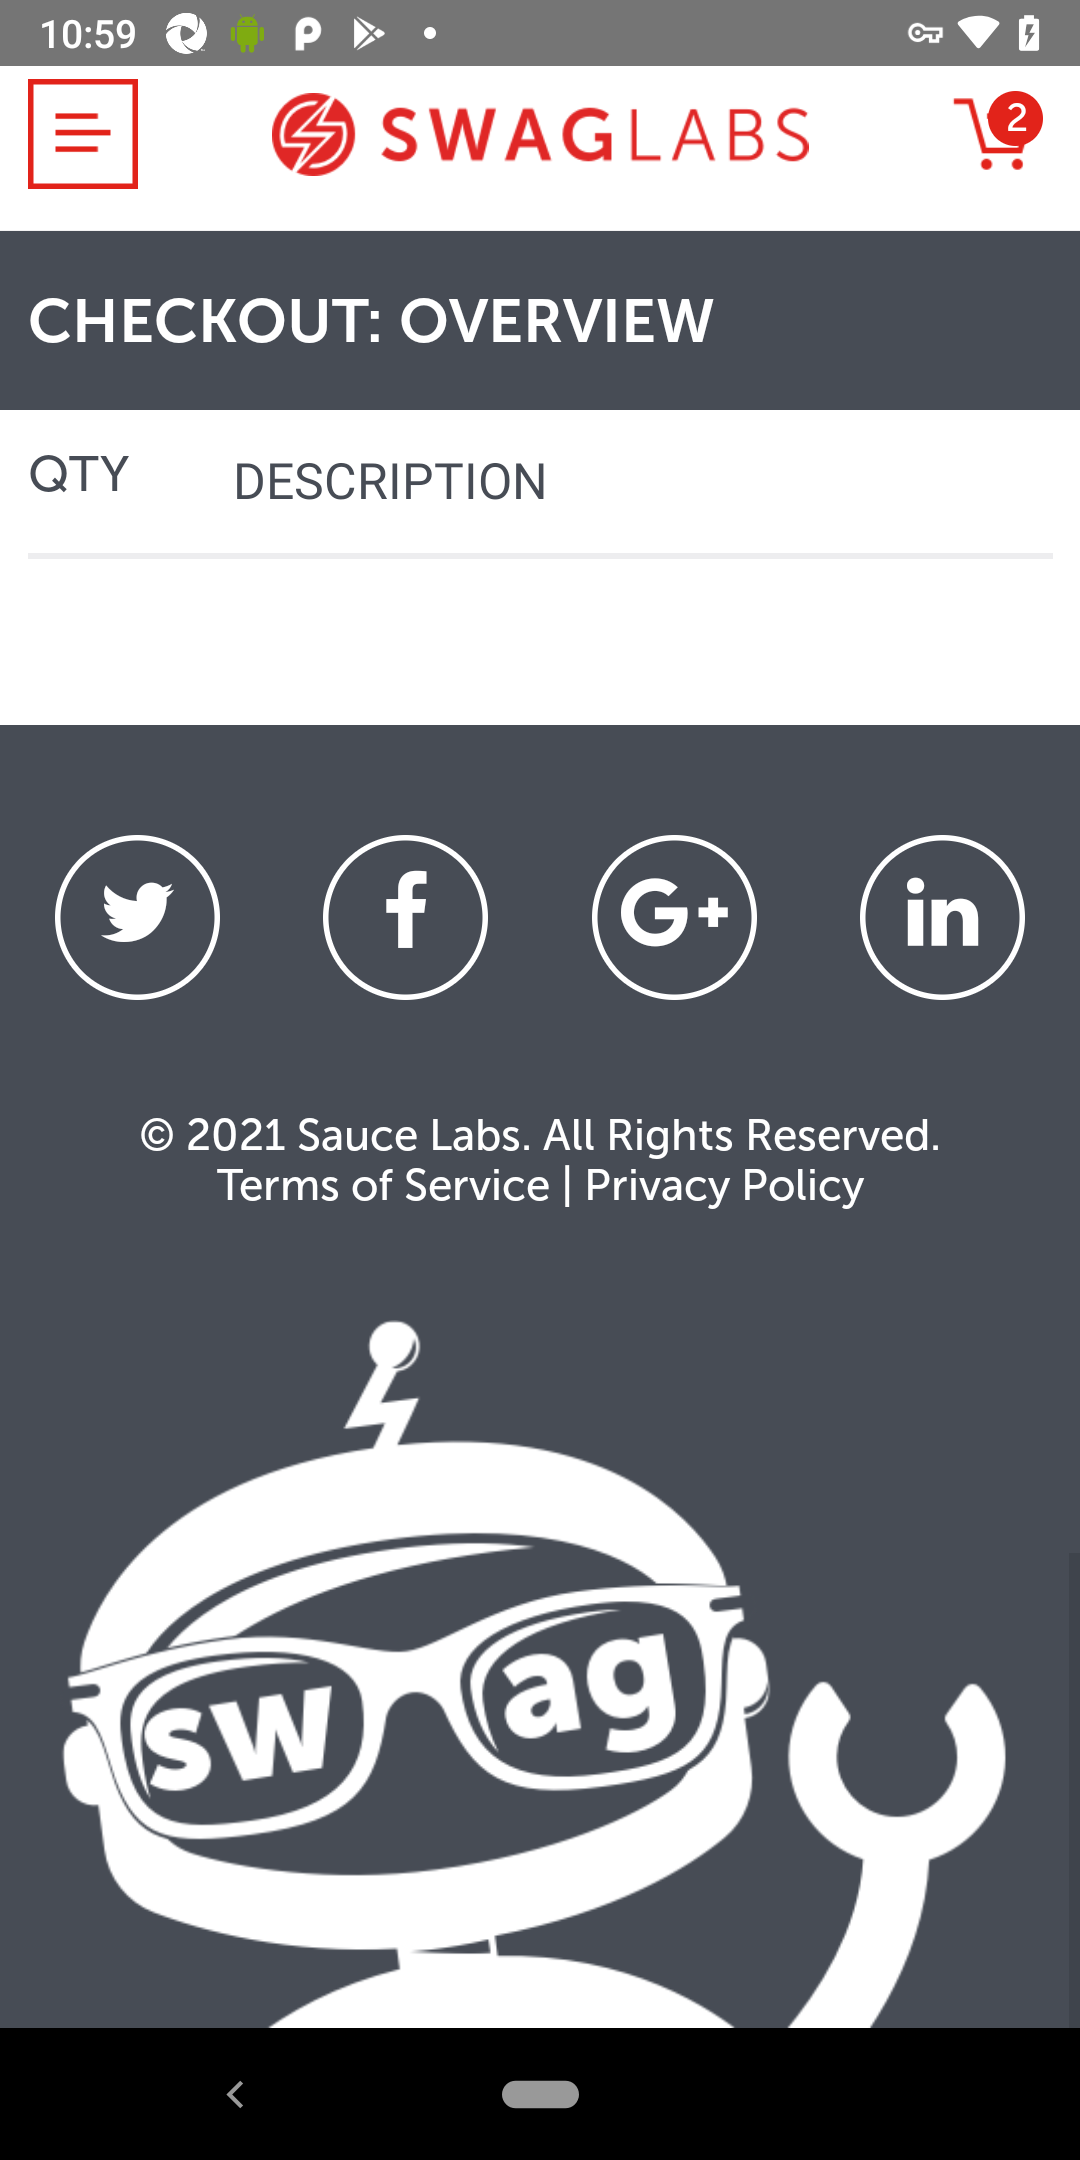 10:59
SWAGLABS
2
CHECKOUT: OVERVIEW
QTY DESCRIPTION
f G+ in
© 2021 Sauce Labs. All Rights Reserved.
Terms of Service | Privacy Policy
sw ag